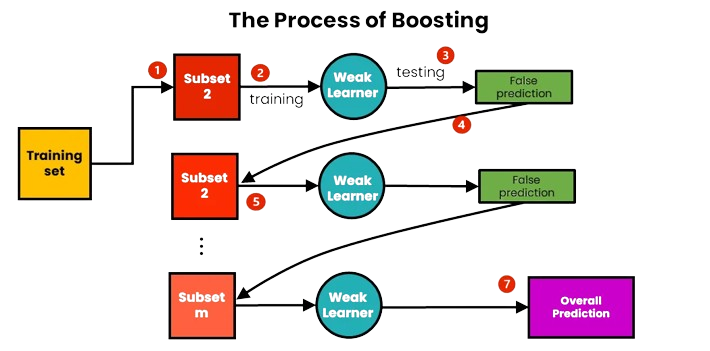 The Process of Boosting
1
Subset
2
2
training
Weak
Learner
3
testing
False
prediction
4
Training
set
Subset
2
5
Weak
Learner
False
prediction
⋮
Subset
m
Weak
Learner
7
Overall
Prediction